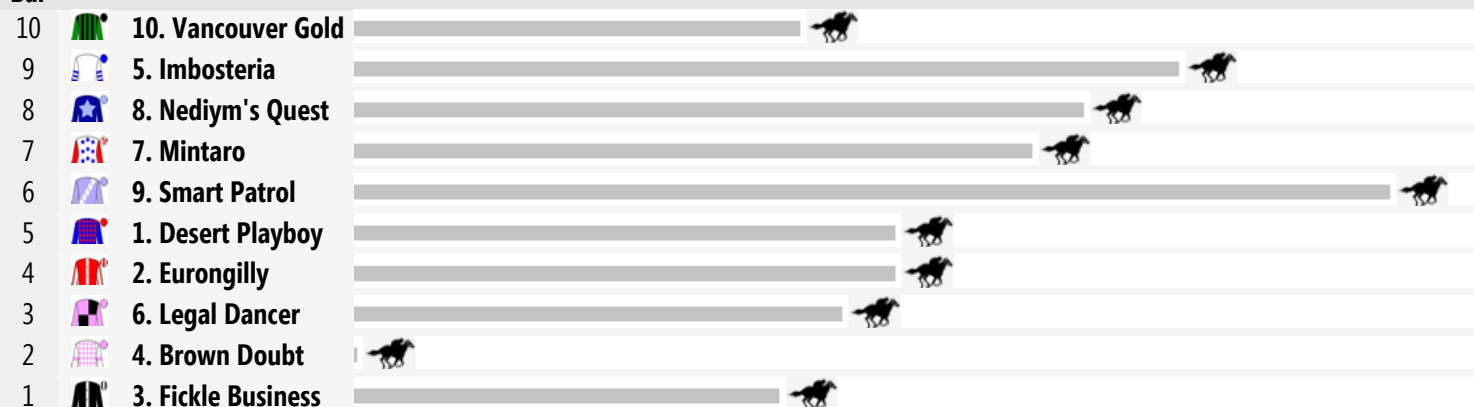 Bar
10 10. Vancouver Gold
9 5. Imbosteria
8 8. Nediym's Quest
7 7. Mintaro
6 9. Smart Patrol
5 1. Desert Playboy
4 2. Eurongilly
3 6. Legal Dancer
2 4. Brown Doubt
1 3. Fickle Business